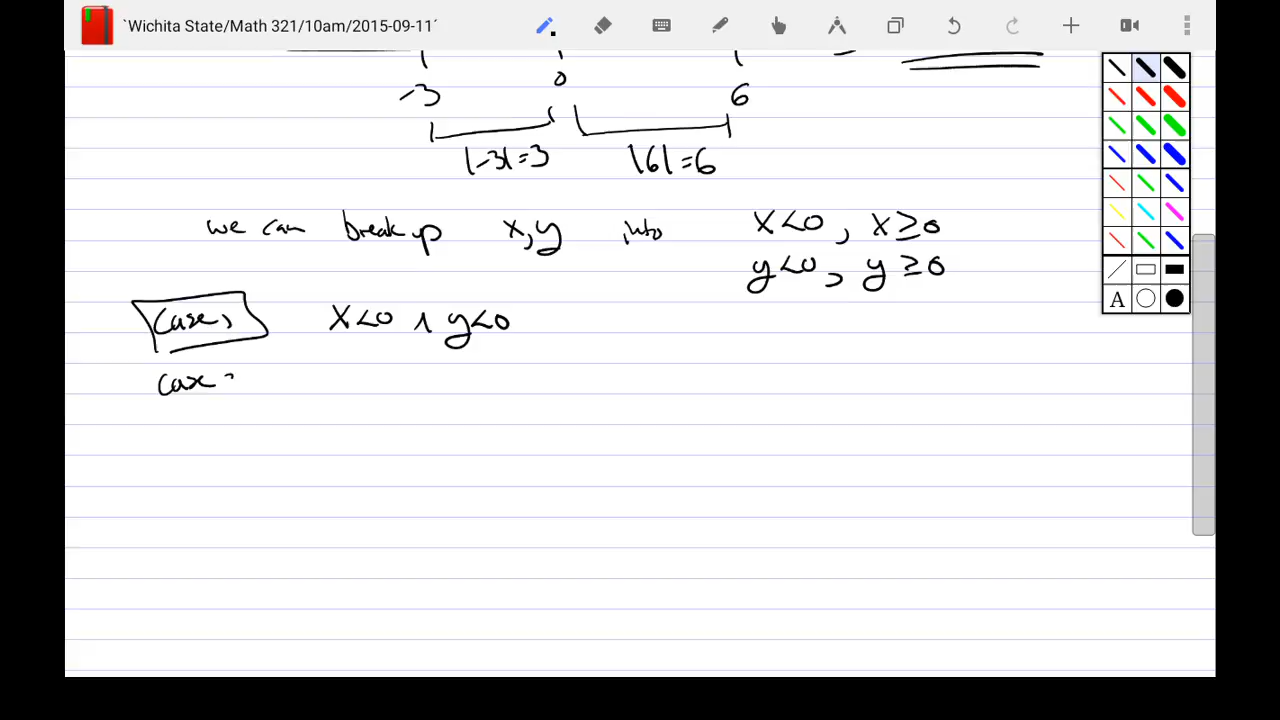 `Wichita State/Math 321/10am/2015-09-11´
0
-3 6
|-3|=3 |6|=6
we can break up x,y into x<0, x≥0
y<0, y≥0
Case 1 x<0 ∧ y<0
Case
A